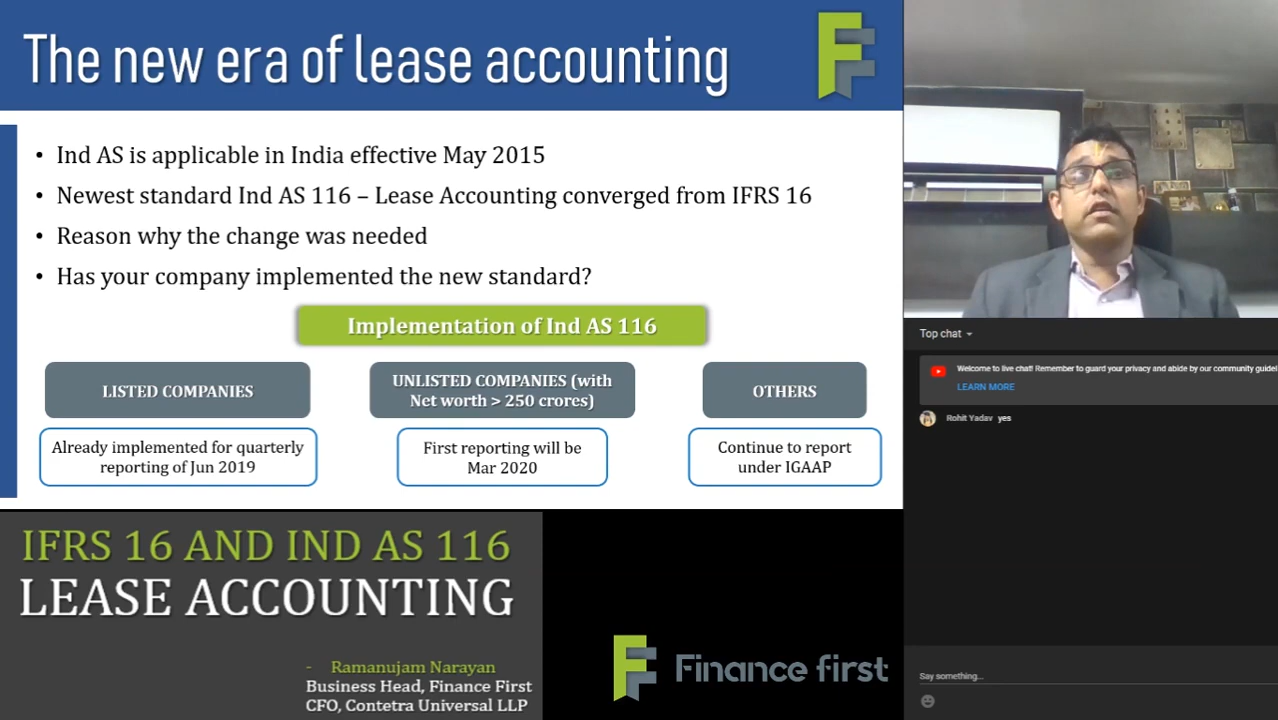 The new era of lease accounting
• Ind AS is applicable in India effective May 2015
• Newest standard Ind AS 116 – Lease Accounting converged from IFRS 16
• Reason why the change was needed
• Has your company implemented the new standard?
Implementation of Ind AS 116
LISTED COMPANIES
Already implemented for quarterly
reporting of Jun 2019
UNLISTED COMPANIES (with
Net worth > 250 crores)
First reporting will be
Mar 2020
OTHERS
Continue to report
under IGAAP
IFRS 16 AND IND AS 116
LEASE ACCOUNTING
- Ramanujam Narayan
Business Head, Finance First
CFO, Contetra Universal LLP
Finance first
Top chat
Welcome to live chat! Remember to guard your privacy and abide by our community guidel
LEARN MORE
Rohit Yadav yes
Say something...